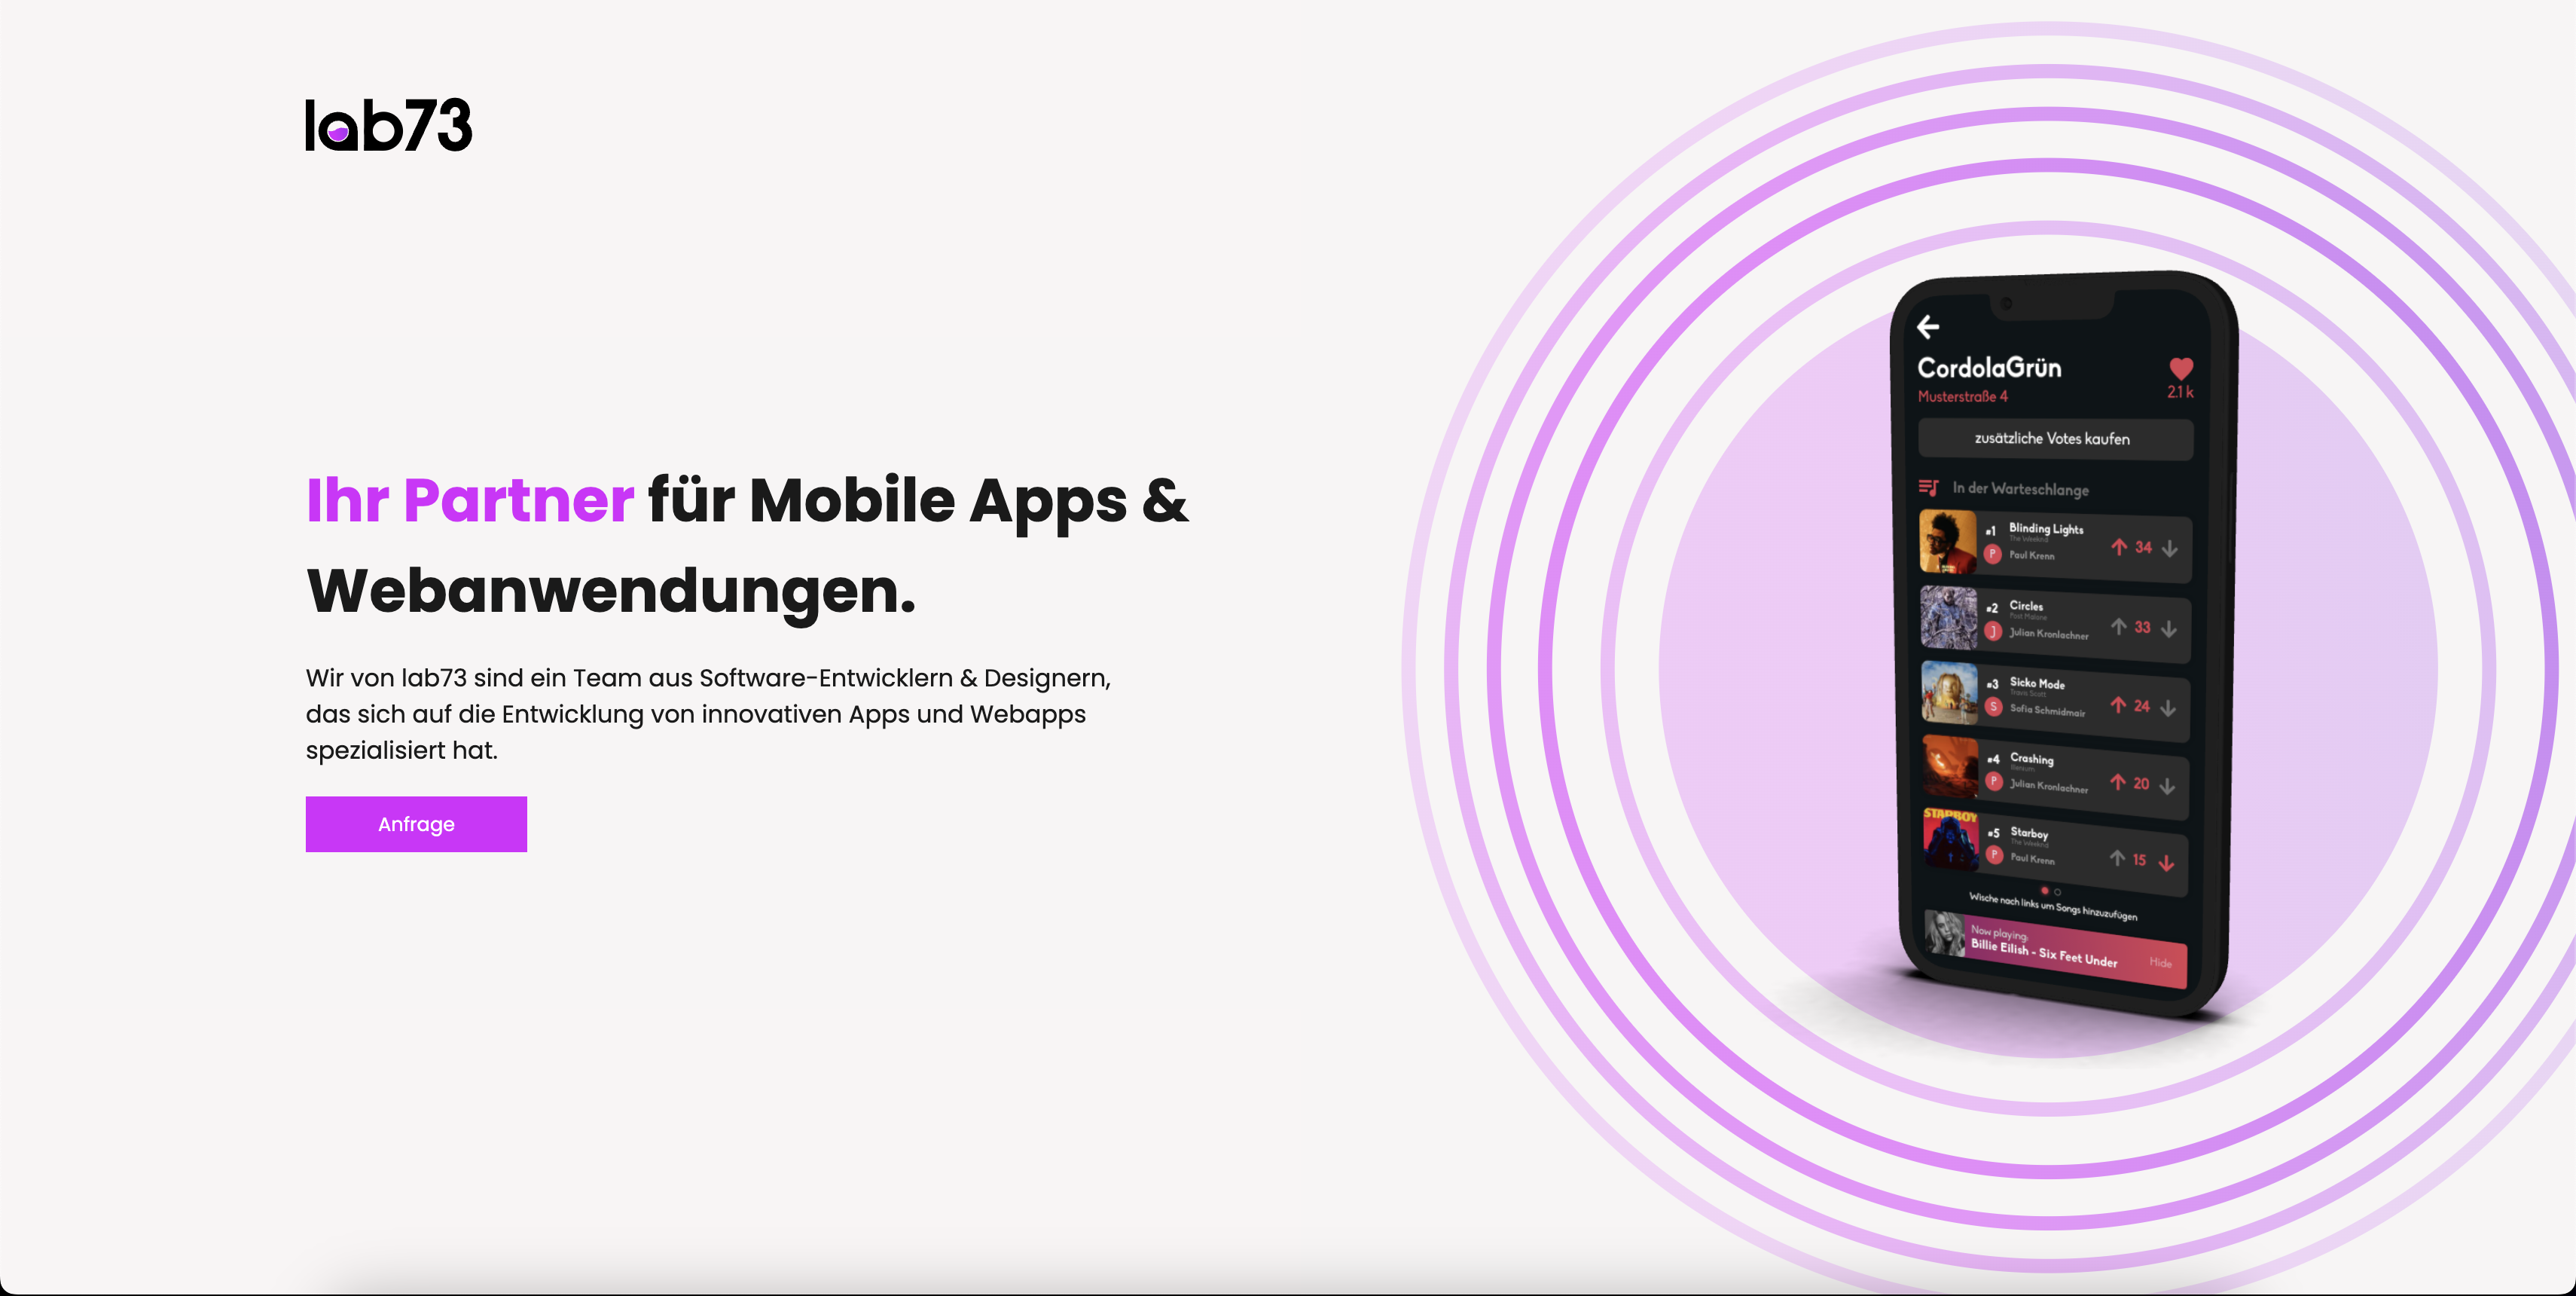 lab73
Ihr Partner für Mobile Apps &
Webanwendungen.
Wir von lab73 sind ein Team aus Software-Entwicklern & Designern,
das sich auf die Entwicklung von innovativen Apps und Webapps
spezialisiert hat.
Anfrage
CordolaGrün
2.1 k
Musterstraße 4
zusätzliche Votes kaufen
In der Warteschlange
#1 Blinding Lights
The Weeknd
P Paul Krenn
34
#2 Circles
Post Malone
J Julian Kronlachner
33
#3 Sicko Mode
Travis Scott
S Sofia Schmidmair
24
#4 Crashing
Illenium
P Julian Kronlachner
20
STARBOY
#5 Starboy
The Weeknd
P Paul Krenn
15
Wische nach links um Songs hinzuzufügen
Now playing:
Billie Eilish - Six Feet Under
Hide